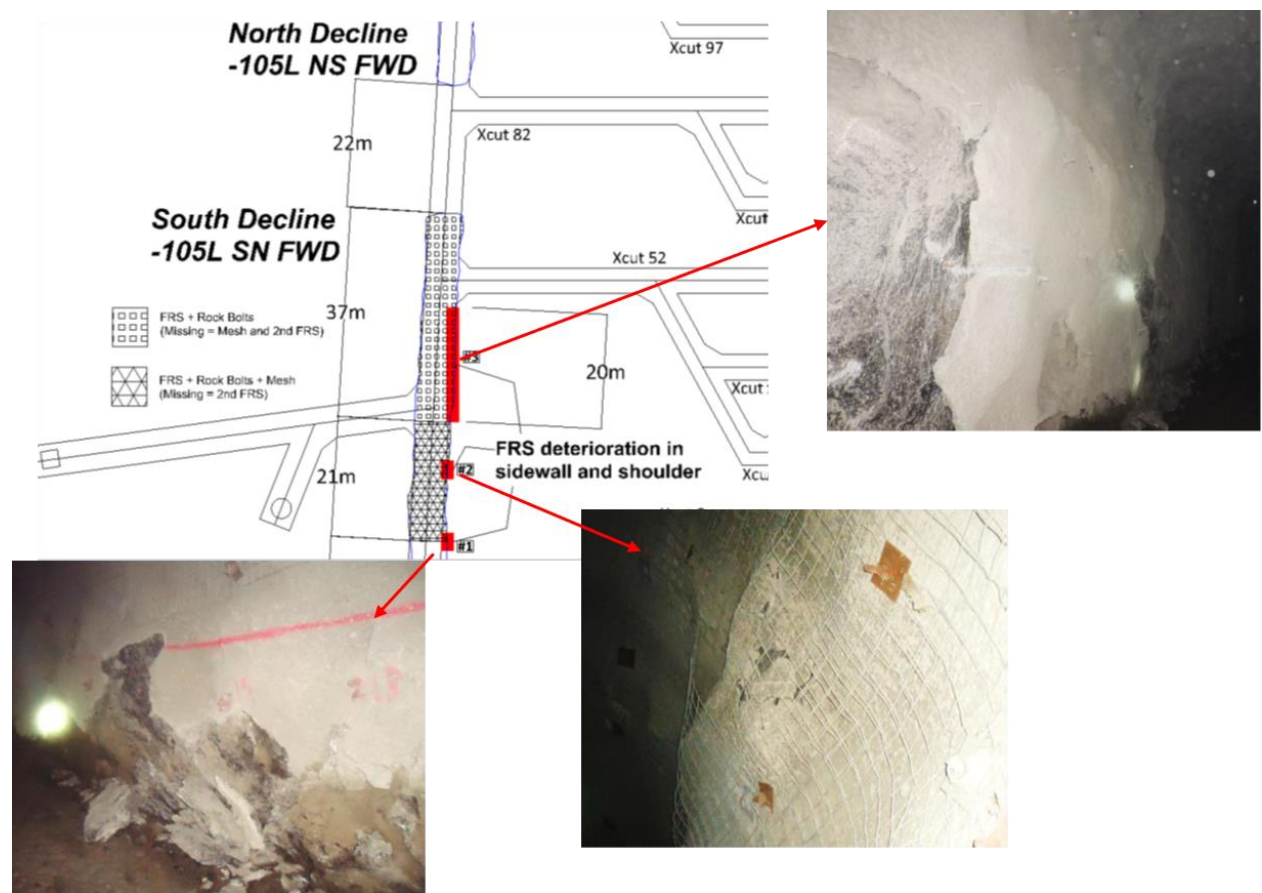 North Decline
-105L NS FWD
Xcut 97
Xcut 82
22m
South Decline
-105L SN FWD
Xcut
Xcut 52
FRS + Rock Bolts
(Missing = Mesh and 2nd FRS)
37m
#3
20m
FRS + Rock Bolts + Mesh
(Missing = 2nd FRS)
Xcut
FRS deterioration in
sidewall and shoulder
#2
21m
#1